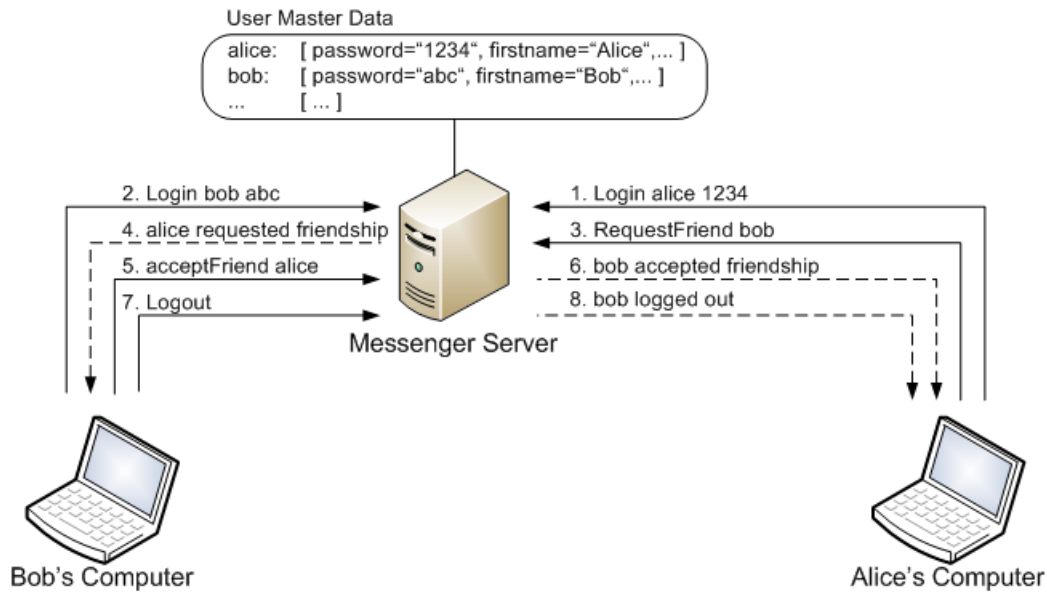 User Master Data
alice: [ password="1234“, firstname=“Alice“,... ]
bob: [ password=“abc“, firstname=“Bob“,... ]
... [ ... ]
2. Login bob abc
1. Login alice 1234
4. alice requested friendship
3. RequestFriend bob
5. acceptFriend alice
6. bob accepted friendship
7. Logout
8. bob logged out
Messenger Server
Bob's Computer
Alice's Computer